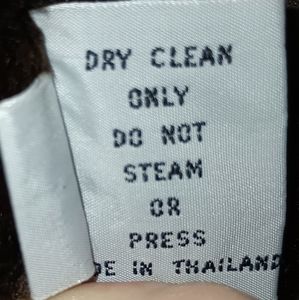 DRY CLEAN
ONLY
DO NOT
STEAM
OR
PRESS
DE IN THAILAND